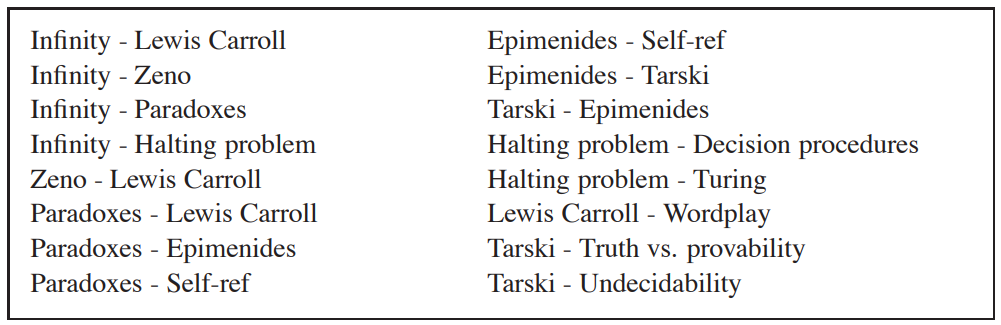 Infinity - Lewis Carroll
Infinity - Zeno
Infinity - Paradoxes
Infinity - Halting problem
Zeno - Lewis Carroll
Paradoxes - Lewis Carroll
Paradoxes - Epimenides
Paradoxes - Self-ref
Epimenides - Self-ref
Epimenides - Tarski
Tarski - Epimenides
Halting problem - Decision procedures
Halting problem - Turing
Lewis Carroll - Wordplay
Tarski - Truth vs. provability
Tarski - Undecidability